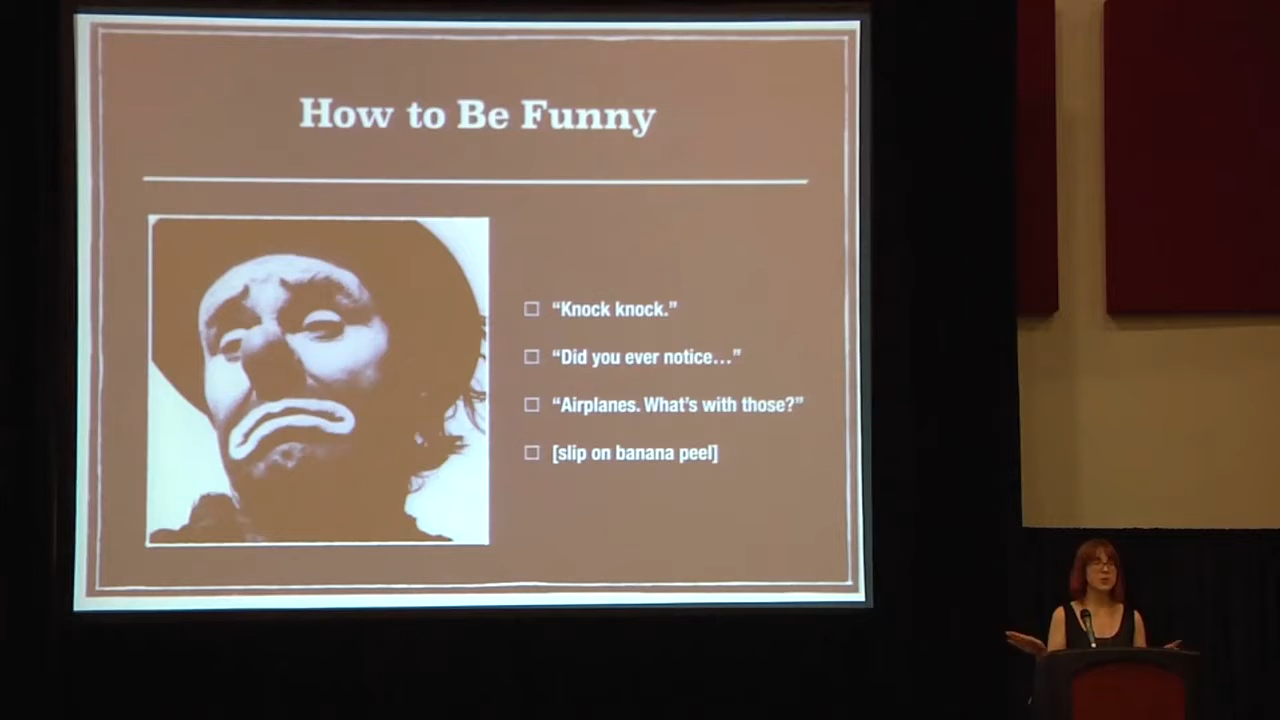 How to Be Funny
“Knock knock.”
“Did you ever notice…”
“Airplanes. What’s with those?”
[slip on banana peel]